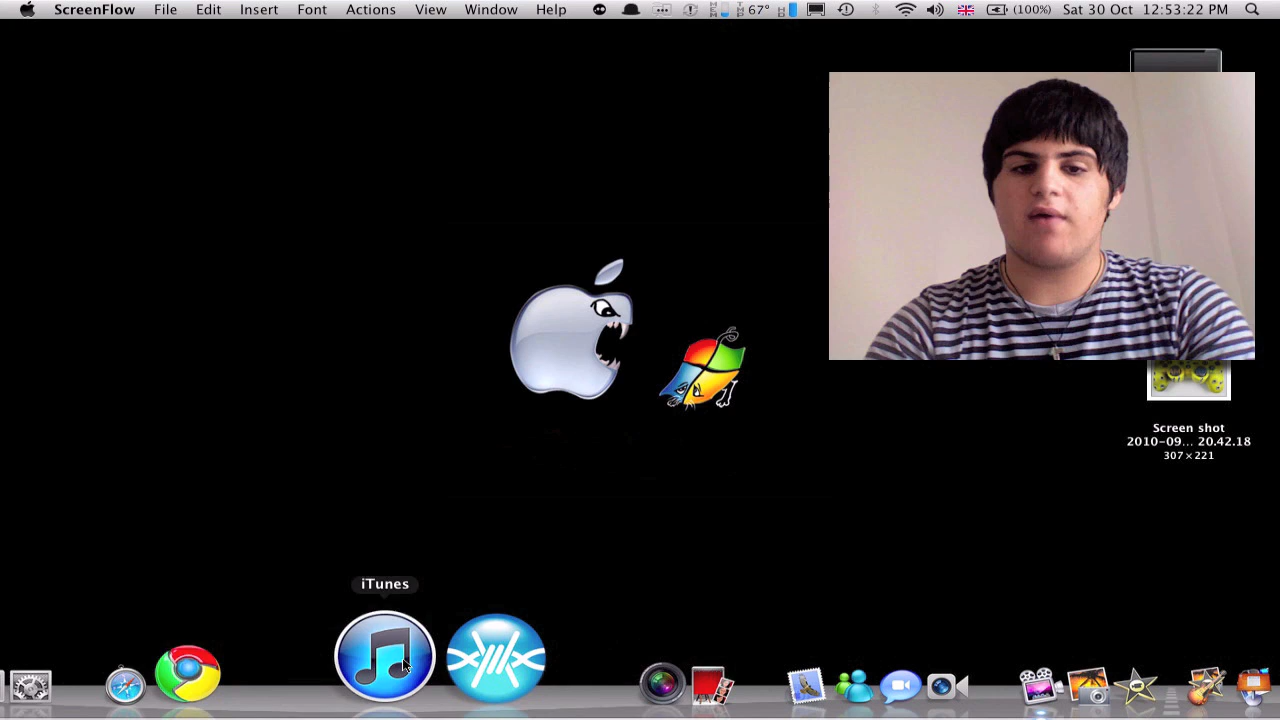 ScreenFlow File Edit Insert Font Actions View Window Help 67° (100%) Sat 30 Oct 12:53:22 PM
Screen shot
2010-09... 20.42.18
307×221
iTunes